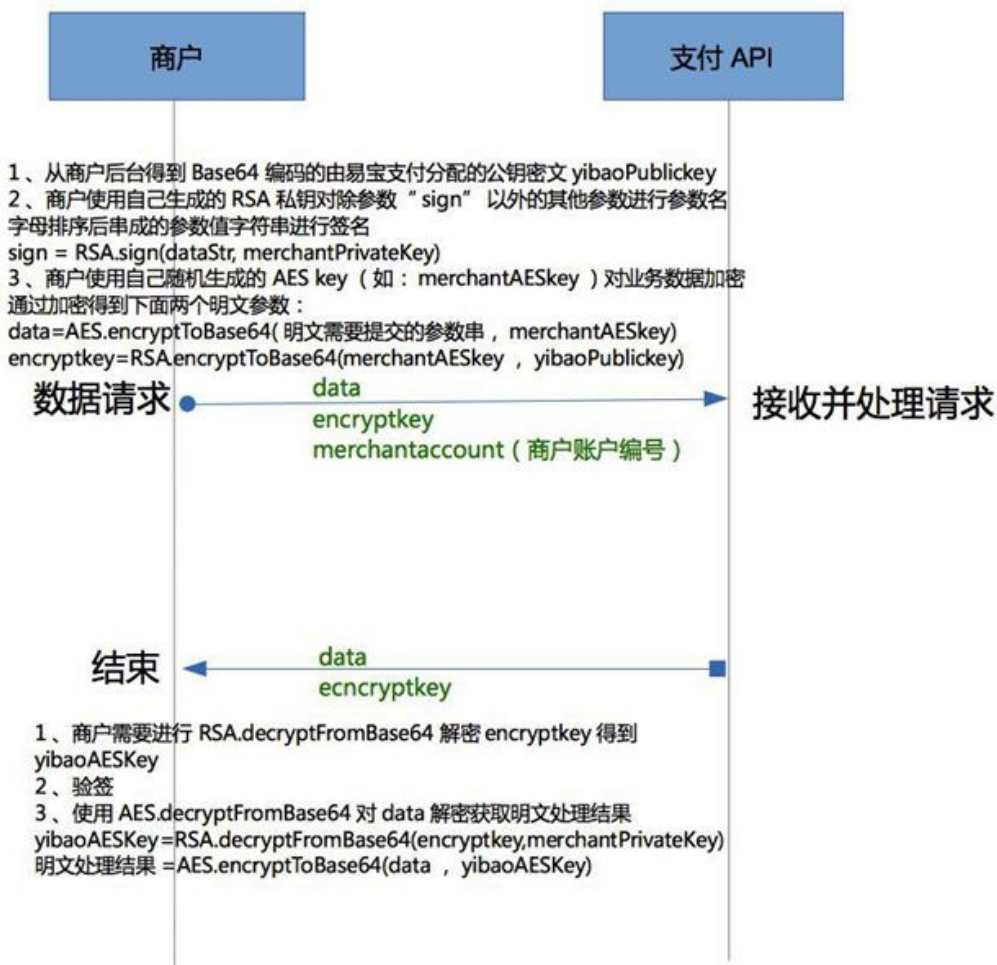 商户
支付 API
1、从商户后台得到 Base64 编码的由易宝支付分配的公钥密文 yibaoPublickey
2、商户使用自己生成的 RSA 私钥对除参数“sign”以外的其他参数进行参数名
字母排序后串成的参数值字符串进行签名
sign = RSA.sign(dataStr, merchantPrivateKey)
3、商户使用自己随机生成的 AES key（如：merchantAESkey）对业务数据加密
通过加密得到下面两个明文参数：
data=AES.encryptToBase64( 明文需要提交的参数串，merchantAESkey)
encryptkey=RSA.encryptToBase64(merchantAESkey ，yibaoPublickey)
数据请求
data
encryptkey
merchantaccount（商户账户编号）
接收并处理请求
结束
data
ecncryptkey
1、商户需要进行 RSA.decryptFromBase64 解密 encryptkey 得到
yibaoAESKey
2、验签
3、使用 AES.decryptFromBase64 对 data 解密获取明文处理结果
yibaoAESKey=RSA.decryptFromBase64(encryptkey,merchantPrivateKey)
明文处理结果 =AES.encryptToBase64(data ，yibaoAESKey)